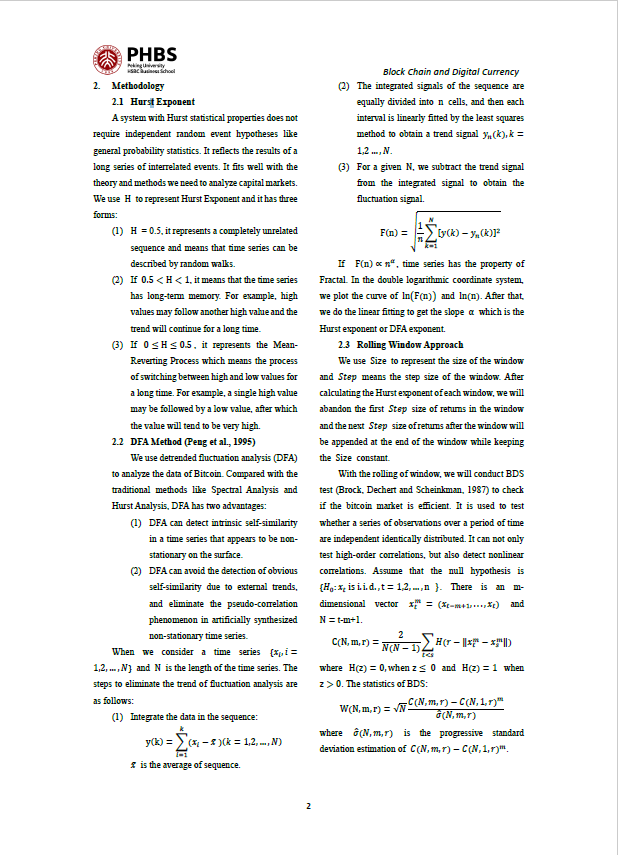 PHBS
Peking University
HSBC Business School
Block Chain and Digital Currency
2. Methodology
2.1 Hurst Exponent
A system with Hurst statistical properties does not
require independent random event hypotheses like
general probability statistics. It reflects the results of a
long series of interrelated events. It fits well with the
theory and methods we need to analyze capital markets.
We use H to represent Hurst Exponent and it has three
forms:
(1) H = 0.5, it represents a completely unrelated
sequence and means that time series can be
described by random walks.
(2) If 0.5 < H < 1, it means that the time series
has long-term memory. For example, high
values may follow another high value and the
trend will continue for a long time.
(3) If 0 ≤ H ≤ 0.5, it represents the Mean-
Reverting Process which means the process
of switching between high and low values for
a long time. For example, a single high value
may be followed by a low value, after which
the value will tend to be very high.
2.2 DFA Method (Peng et al., 1995)
We use detrended fluctuation analysis (DFA)
to analyze the data of Bitcoin. Compared with the
traditional methods like Spectral Analysis and
Hurst Analysis, DFA has two advantages:
(1) DFA can detect intrinsic self-similarity
in a time series that appears to be non-
stationary on the surface.
(2) DFA can avoid the detection of obvious
self-similarity due to external trends,
and eliminate the pseudo-correlation
phenomenon in artificially synthesized
non-stationary time series.
When we consider a time series {x_i, i =
1,2, ..., N} and N is the length of the time series. The
steps to eliminate the trend of fluctuation analysis are
as follows:
(1) Integrate the data in the sequence:
y(k) = ∑_{i=1}^{k} (x_i − x̄)(k = 1,2, ..., N)
x̄ is the average of sequence.
(2) The integrated signals of the sequence are
equally divided into n cells, and then each
interval is linearly fitted by the least squares
method to obtain a trend signal y_n(k), k =
1,2 ..., N.
(3) For a given N, we subtract the trend signal
from the integrated signal to obtain the
fluctuation signal.
F(n) = √(1/n ∑_{k=1}^{N} [y(k) − y_n(k)]²)
If F(n) ∝ n^α, time series has the property of
Fractal. In the double logarithmic coordinate system,
we plot the curve of ln(F(n)) and ln(n). After that,
we do the linear fitting to get the slope α which is the
Hurst exponent or DFA exponent.
2.3 Rolling Window Approach
We use Size to represent the size of the window
and Step means the step size of the window. After
calculating the Hurst exponent of each window, we will
abandon the first Step size of returns in the window
and the next Step size of returns after the window will
be appended at the end of the window while keeping
the Size constant.
With the rolling of window, we will conduct BDS
test (Brock, Dechert and Scheinkman, 1987) to check
if the bitcoin market is efficient. It is used to test
whether a series of observations over a period of time
are independent identically distributed. It can not only
test high-order correlations, but also detect nonlinear
correlations. Assume that the null hypothesis is
{H_0: x_t is i.i.d., t = 1,2, ..., n }. There is an m-
dimensional vector x_t^m = (x_{t−m+1}, ..., x_t) and
N = t-m+1.
C(N, m, r) = 2/(N(N − 1)) ∑_{t<s} H(r − ‖x_t^m − x_s^m‖)
where H(z) = 0, when z ≤ 0 and H(z) = 1 when
z > 0. The statistics of BDS:
W(N, m, r) = √N (C(N, m, r) − C(N, 1, r)^m)/(σ̂(N, m, r))
where σ̂(N, m, r) is the progressive standard
deviation estimation of C(N, m, r) − C(N, 1, r)^m.
2